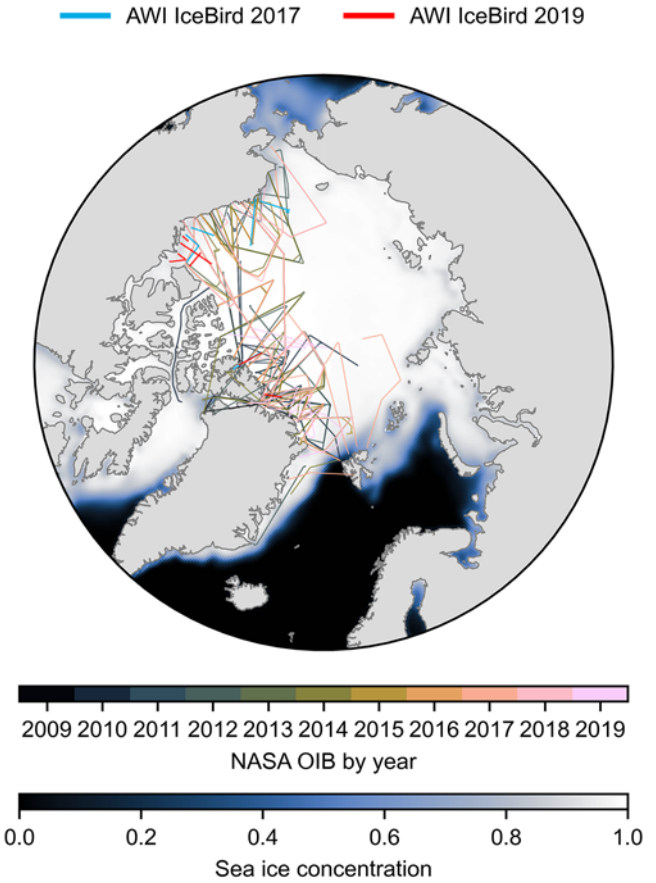 AWI IceBird 2017 AWI IceBird 2019
2009 2010 2011 2012 2013 2014 2015 2016 2017 2018 2019
NASA OIB by year
0.0 0.2 0.4 0.6 0.8 1.0
Sea ice concentration